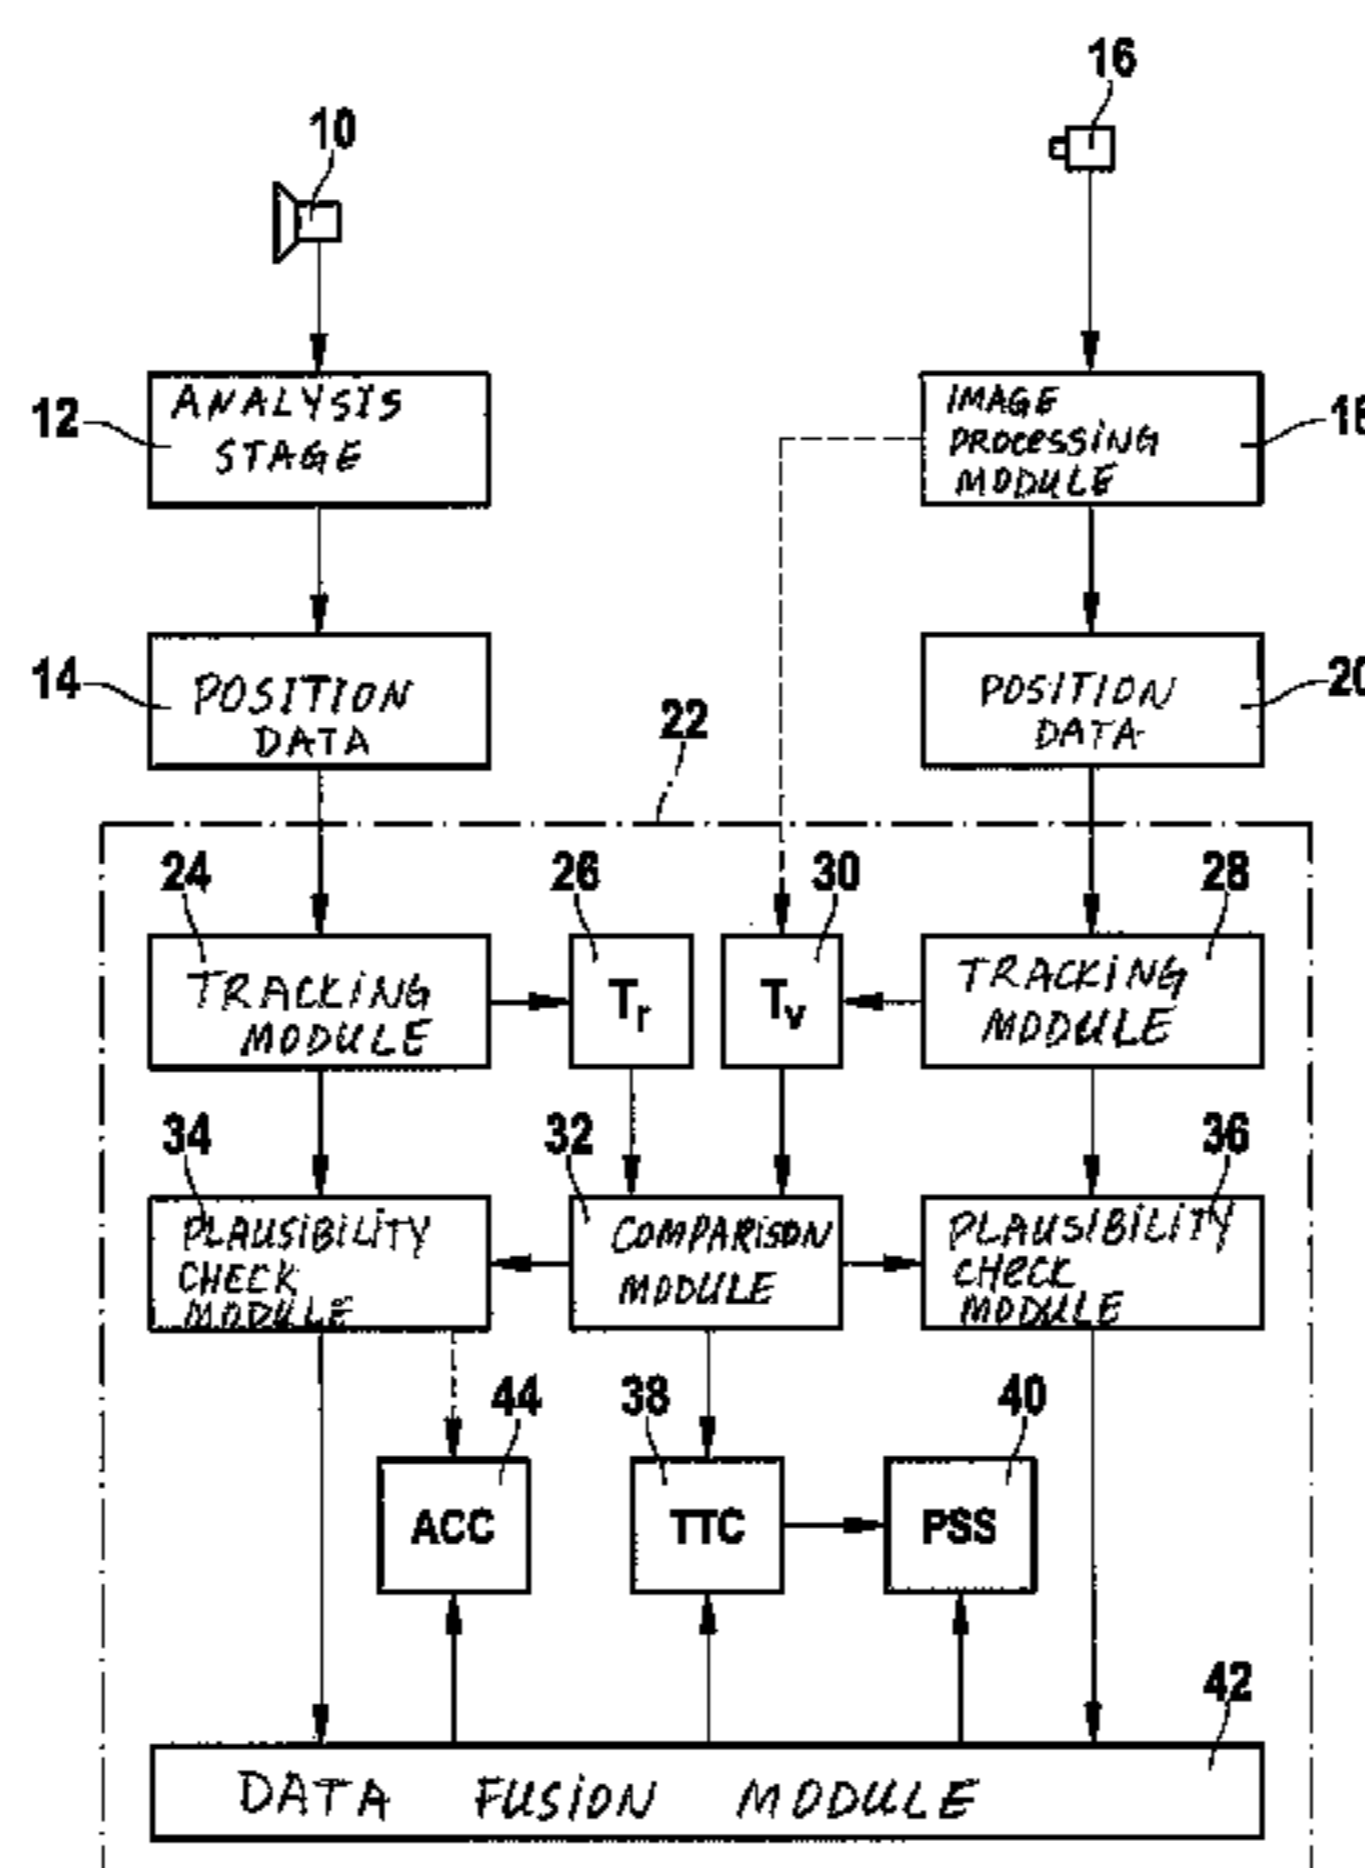 16
10
12
ANALYSIS
STAGE
IMAGE
PROCESSING
MODULE
14
POSITION
DATA
22
POSITION
DATA
20
24
26
30
28
TRACKING
MODULE
Tr
Tv
TRACKING
MODULE
34
32
36
PLAUSIBILITY
CHECK
MODULE
COMPARISON
MODULE
PLAUSIBILITY
CHECK
MODULE
44
38
40
ACC
TTC
PSS
42
DATA FUSION MODULE